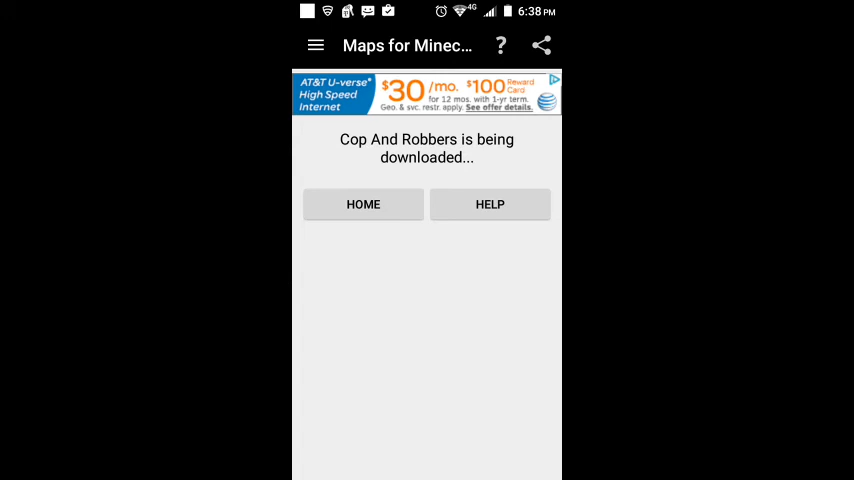 4G 6:38 PM
Maps for Minec... ?
AT&T U-verse®
High Speed
Internet
$30/mo. $100 Reward Card
for 12 mos. with 1-yr term.
Geo. & svc. restr. apply. See offer details.
Cop And Robbers is being
downloaded...
HOME HELP